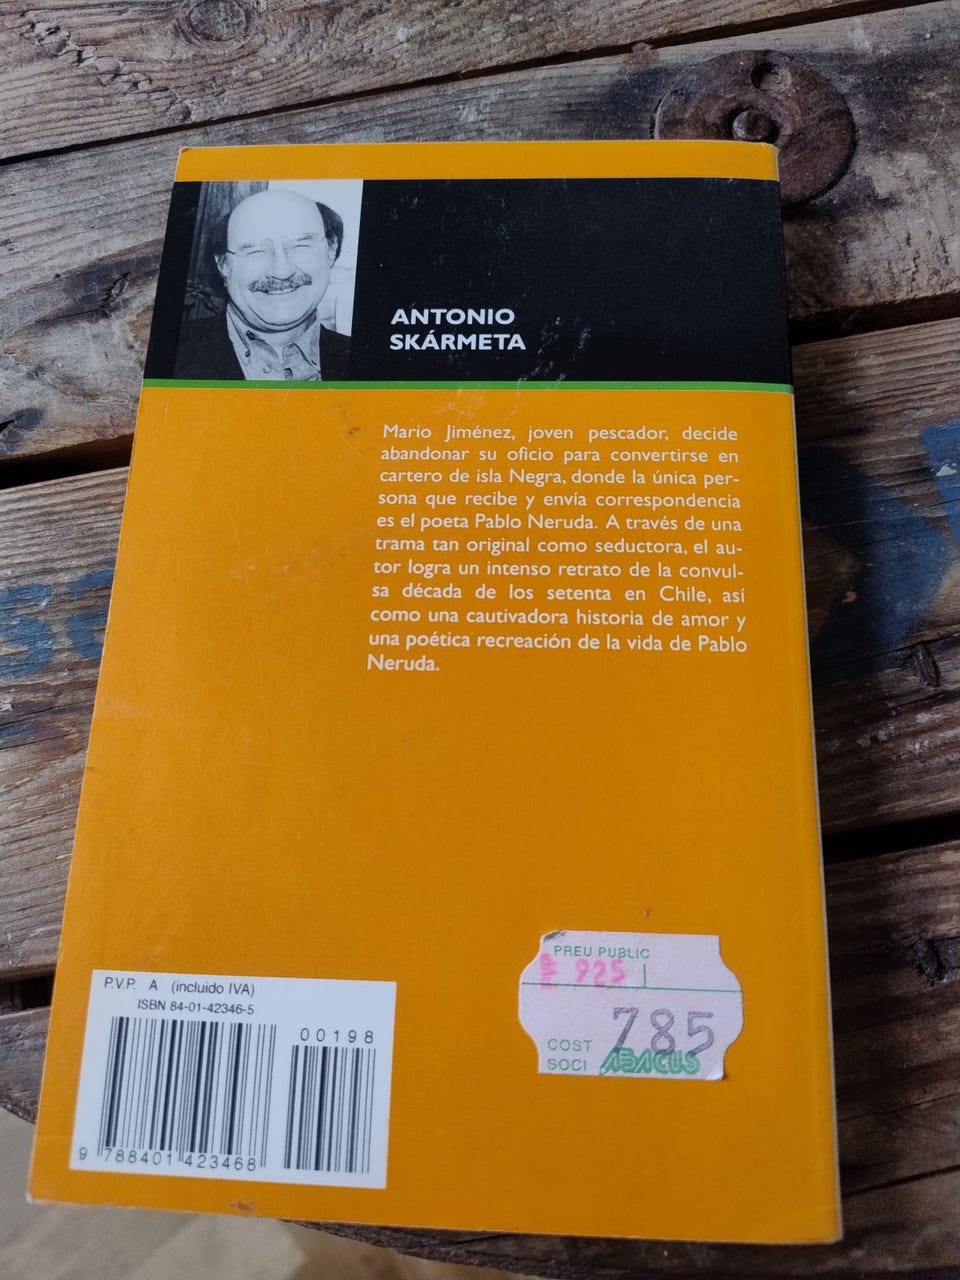 ANTONIO
SKÁRMETA
Mario Jiménez, joven pescador, decide
abandonar su oficio para convertirse en
cartero de isla Negra, donde la única per-
sona que recibe y envía correspondencia
es el poeta Pablo Neruda. A través de una
trama tan original como seductora, el au-
tor logra un intenso retrato de la convul-
sa década de los setenta en Chile, así
como una cautivadora historia de amor y
una poética recreación de la vida de Pablo
Neruda.
PREU PUBLIC
925
785
COST
SOCI ABACUS
P.V.P. A (incluido IVA)
ISBN 84-01-42346-5
00198
9 788401 423468